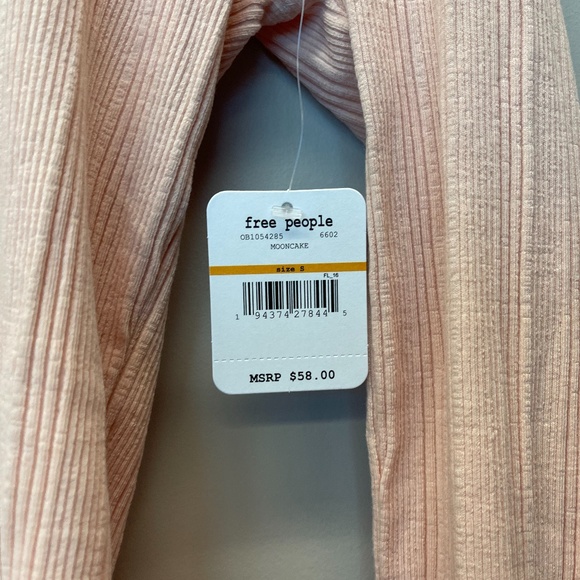 free people
OB1054285 6602
MOONCAKE
size S
FL_16
1 94374 27844 5
MSRP $58.00